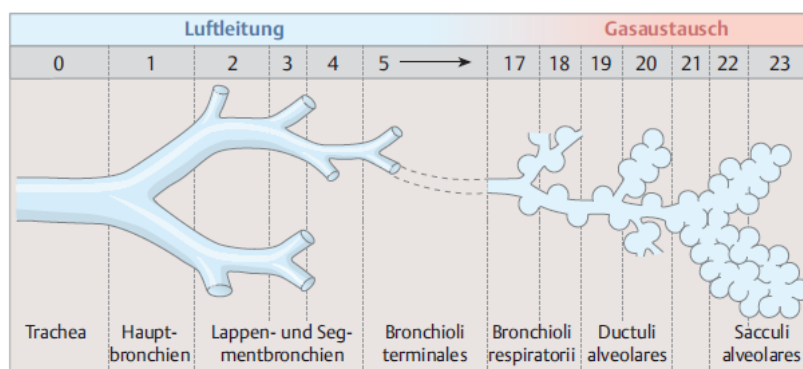 Luftleitung Gasaustausch
0 1 2 3 4 5 17 18 19 20 21 22 23
Trachea Haupt- Lappen- und Seg- Bronchioli Bronchioli Ductuli Sacculi
bronchien mentbronchien terminales respiratorii alveolares alveolares